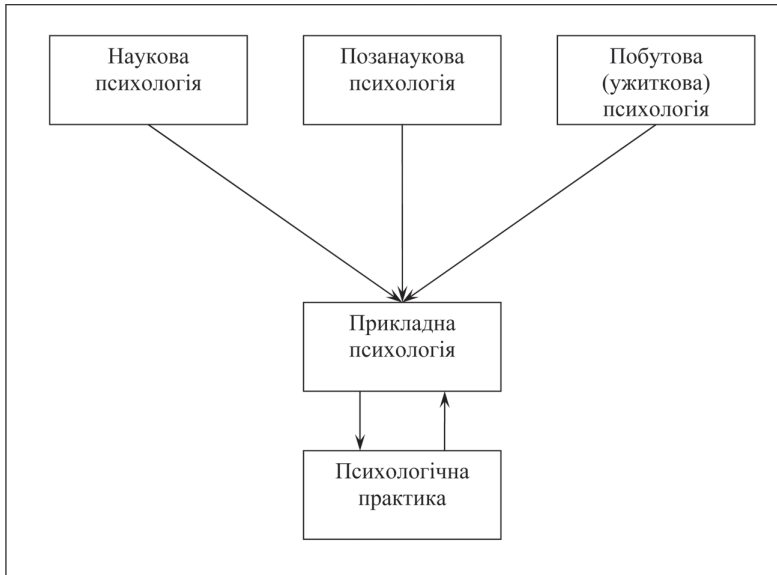 Наукова
психологія
Позанаукова
психологія
Побутова
(ужиткова)
психологія
Прикладна
психологія
Психологічна
практика